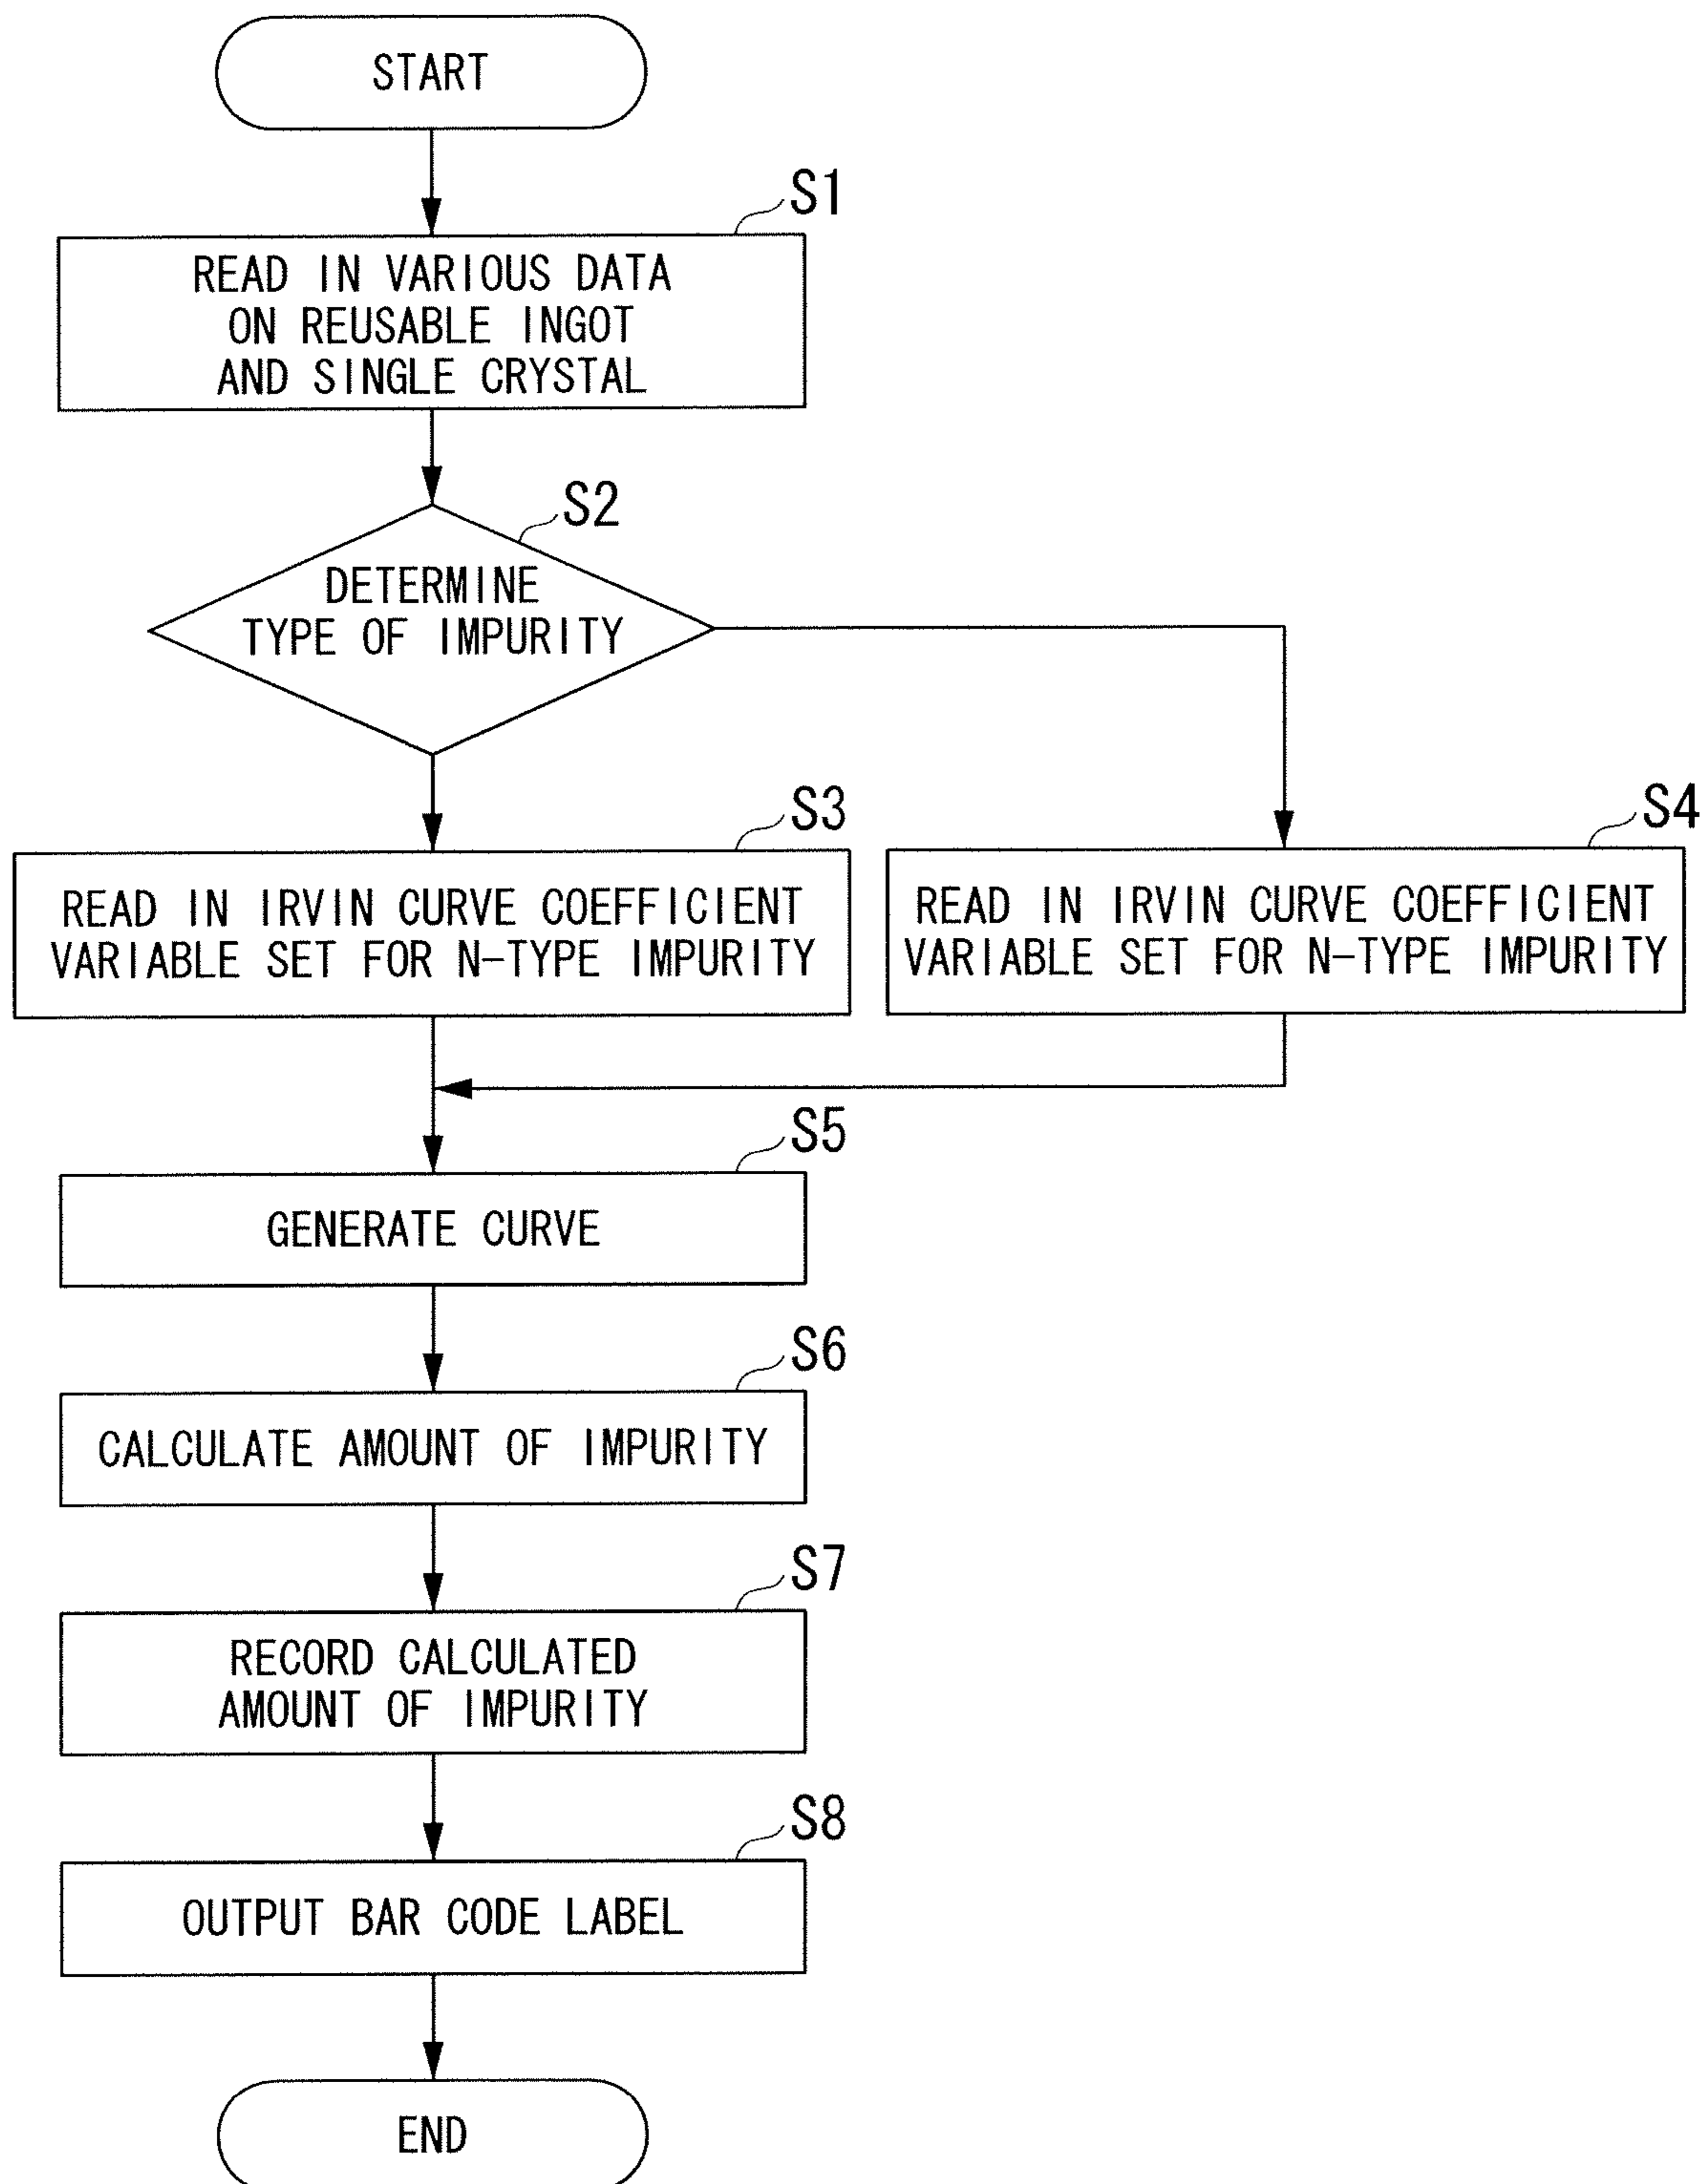 START
S1
READ IN VARIOUS DATA
ON REUSABLE INGOT
AND SINGLE CRYSTAL
S2
DETERMINE
TYPE OF IMPURITY
S3
READ IN IRVIN CURVE COEFFICIENT
VARIABLE SET FOR N-TYPE IMPURITY
S4
READ IN IRVIN CURVE COEFFICIENT
VARIABLE SET FOR N-TYPE IMPURITY
S5
GENERATE CURVE
S6
CALCULATE AMOUNT OF IMPURITY
S7
RECORD CALCULATED
AMOUNT OF IMPURITY
S8
OUTPUT BAR CODE LABEL
END